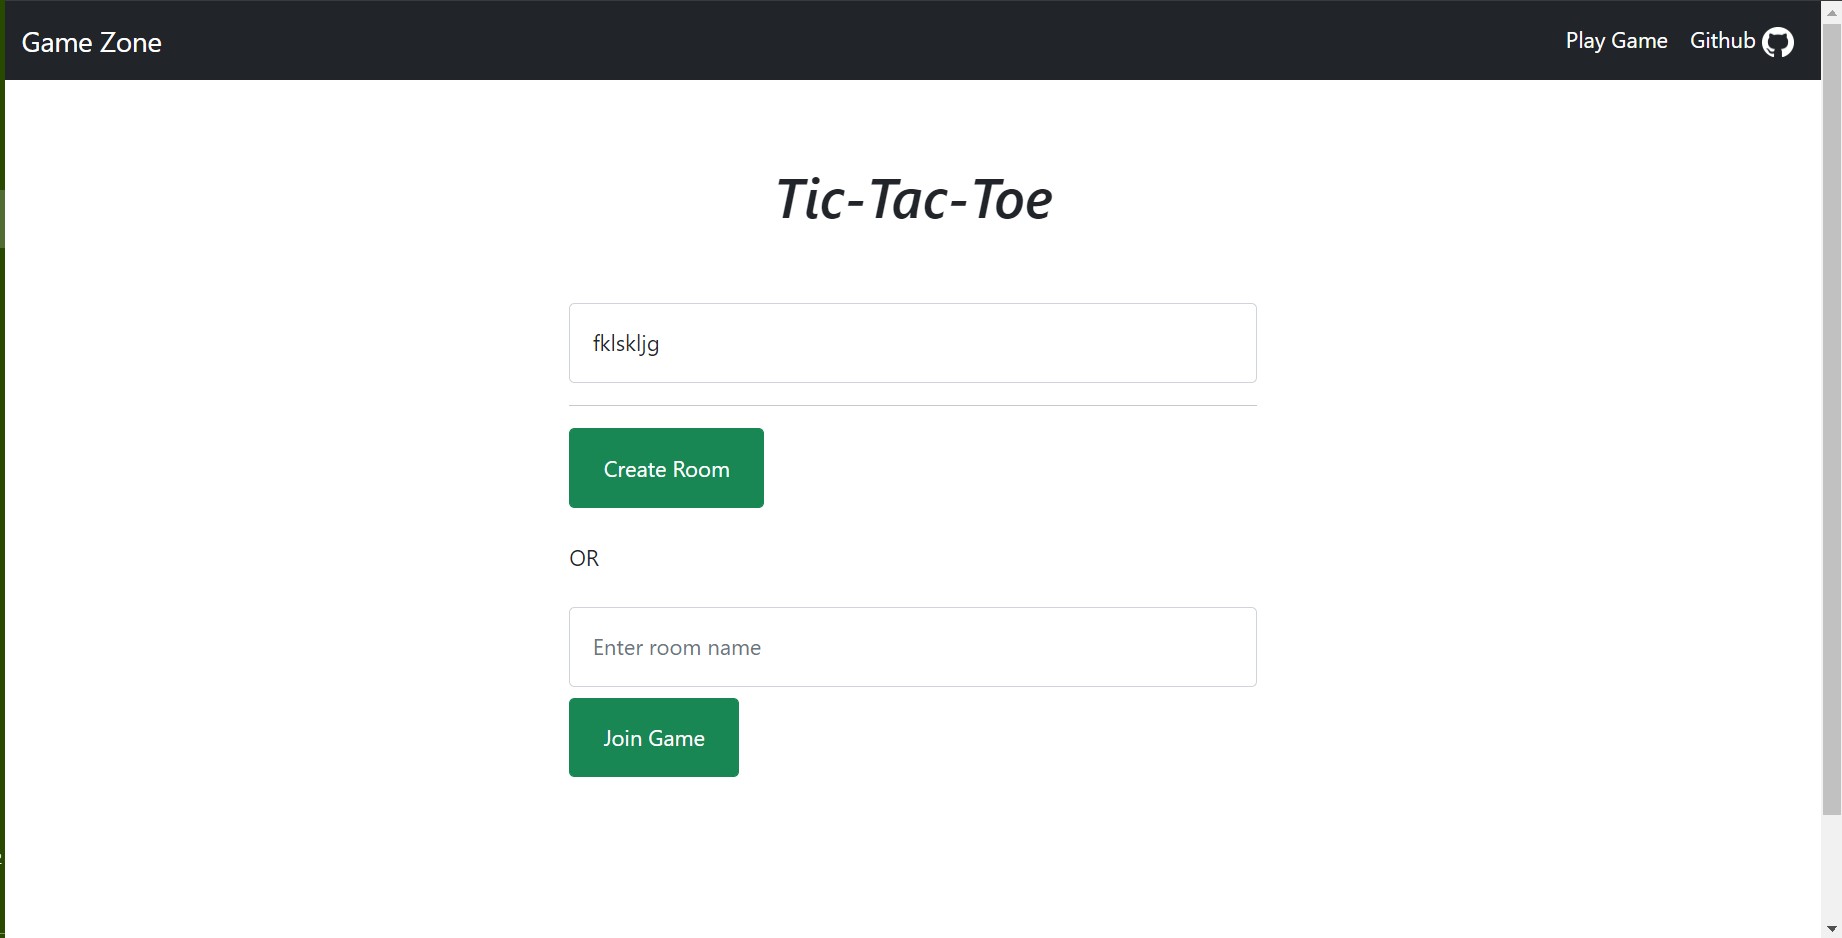 Game Zone
Play Game Github
Tic-Tac-Toe
fklskljg
Create Room
OR
Enter room name
Join Game